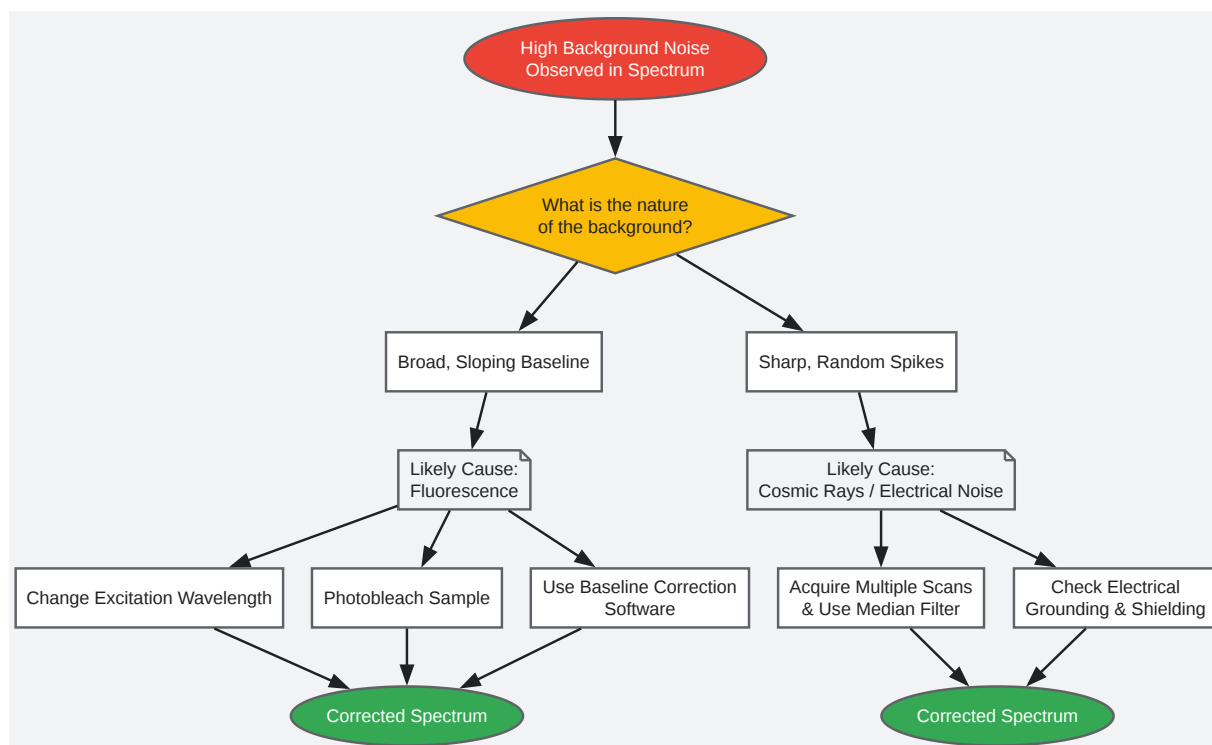 High Background Noise
Observed in Spectrum
What is the nature
of the background?
Broad, Sloping Baseline
Sharp, Random Spikes
Likely Cause:
Fluorescence
Likely Cause:
Cosmic Rays / Electrical Noise
Change Excitation Wavelength
Photobleach Sample
Use Baseline Correction
Software
Acquire Multiple Scans
& Use Median Filter
Check Electrical
Grounding & Shielding
Corrected Spectrum
Corrected Spectrum